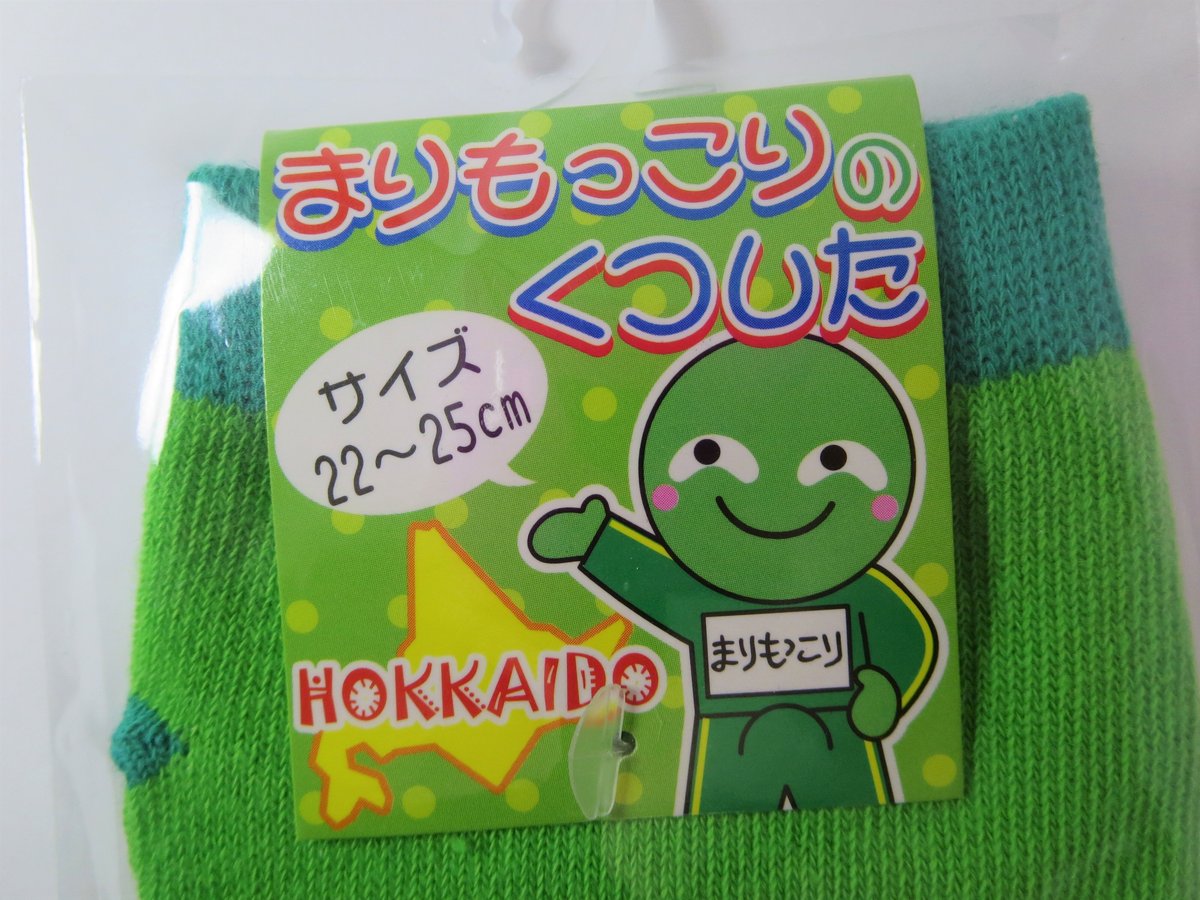 まりもっこりの
くつした
サイズ
22～25cm
HOKKAIDO
まりもっこり